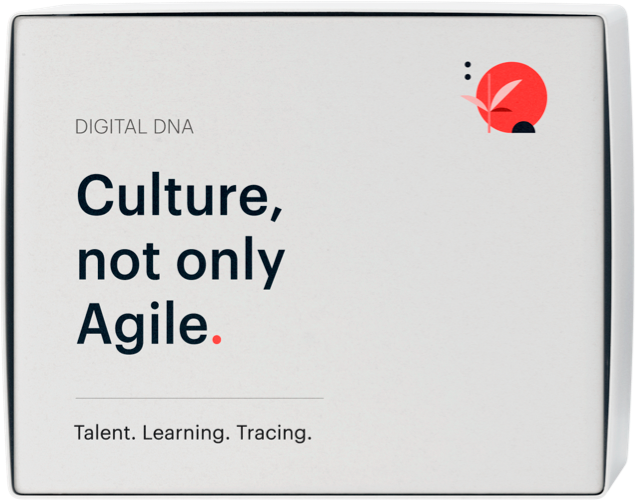 DIGITAL DNA
Culture,
not only
Agile.
Talent. Learning. Tracing.